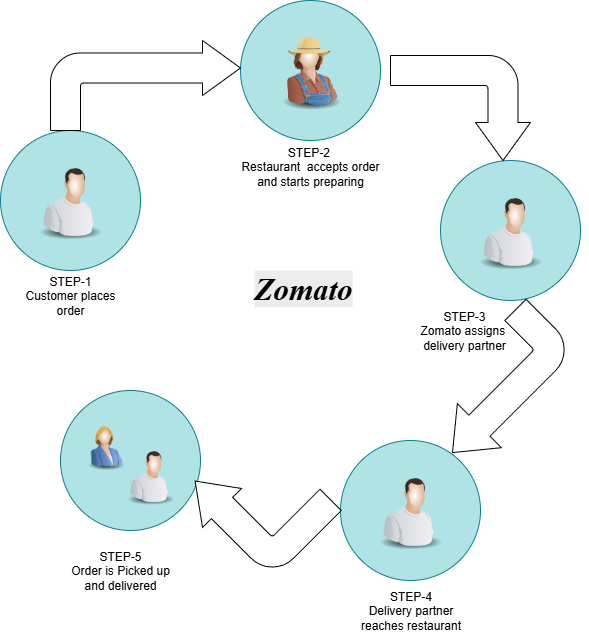 STEP-1
Customer places
order
STEP-2
Restaurant  accepts order
and starts preparing
STEP-3
Zomato assigns
delivery partner
STEP-4
Delivery partner
reaches restaurant
STEP-5
Order is Picked up
and delivered
Zomato